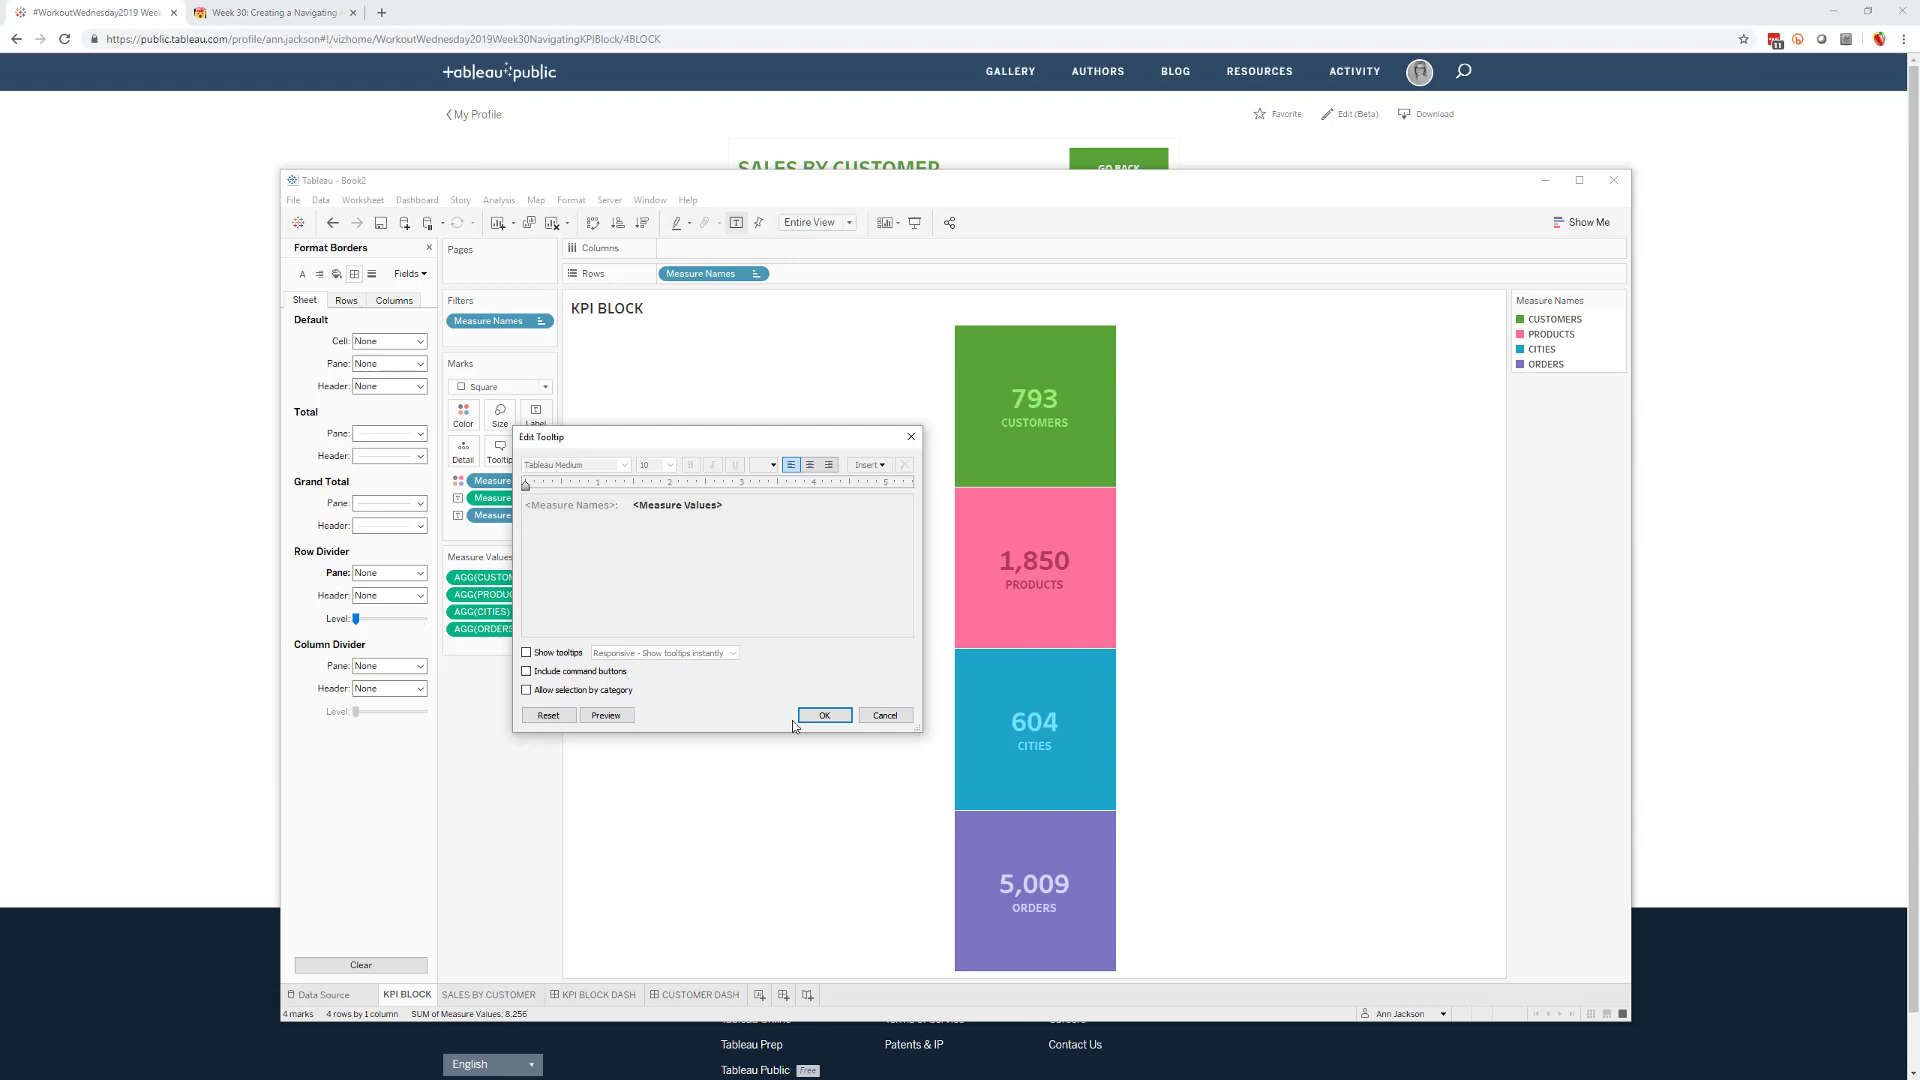 #WorkoutWednesday2019 Week
Week 30: Creating a Navigating
https://public.tableau.com/profile/ann.jackson#!/vizhome/WorkoutWednesday2019Week30NavigatingKPIBlock/4BLOCK
11
+ableau+public
GALLERY
AUTHORS
BLOG
RESOURCES
ACTIVITY
My Profile
Favorite
Edit (Beta)
Download
SALES BY CUSTOMER
GO BACK
Tableau - Book2
File Data Worksheet Dashboard Story Analysis Map Format Server Window Help
Entire View
Show Me
Format Borders
Fields
Sheet Rows Columns
Default
Cell: None
Pane: None
Header: None
Total
Pane:
Header:
Grand Total
Pane:
Header:
Row Divider
Pane: None
Header: None
Level:
Column Divider
Pane: None
Header: None
Level:
Clear
Pages
Filters
Measure Names
Marks
Square
Color Size Label
Detail Tooltip
Measure
Measure
Measure
Measure Values
AGG(CUSTOM
AGG(PRODUC
AGG(CITIES)
AGG(ORDERS
Columns
Rows
Measure Names
KPI BLOCK
793
CUSTOMERS
1,850
PRODUCTS
604
CITIES
5,009
ORDERS
Measure Names
CUSTOMERS
PRODUCTS
CITIES
ORDERS
Edit Tooltip
Tableau Medium 10 B I U Insert
1 2 3 4 5
<Measure Names>: <Measure Values>
Show tooltips Responsive - Show tooltips instantly
Include command buttons
Allow selection by category
Reset Preview OK Cancel
Data Source KPI BLOCK SALES BY CUSTOMER KPI BLOCK DASH CUSTOMER DASH
4 marks 4 rows by 1 column SUM of Measure Values: 8,256
Ann Jackson
Tableau Prep
Patents & IP
Contact Us
English
Tableau Public Free